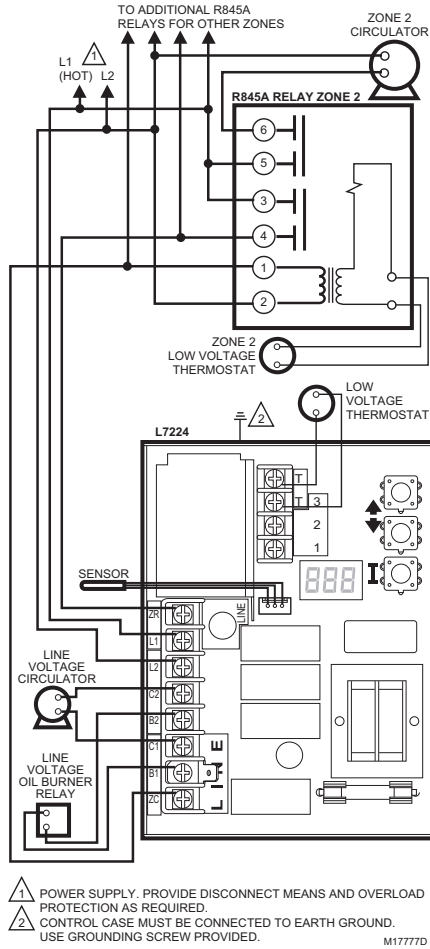 TO ADDITIONAL R845A
RELAYS FOR OTHER ZONES
ZONE 2
CIRCULATOR
L1
(HOT)
1
L2
R845A RELAY ZONE 2
6
5
3
4
1
2
ZONE 2
LOW VOLTAGE
THERMOSTAT
LOW
VOLTAGE
THERMOSTAT
2
L7224
T
T
3
2
1
888
SENSOR
LINE
ZR
L1
L2
C2
B2
C1
B1
ZC
LINE
LINE
VOLTAGE
CIRCULATOR
LINE
VOLTAGE
OIL BURNER
RELAY
1 POWER SUPPLY. PROVIDE DISCONNECT MEANS AND OVERLOAD
PROTECTION AS REQUIRED.
2 CONTROL CASE MUST BE CONNECTED TO EARTH GROUND.
USE GROUNDING SCREW PROVIDED.
M17777D